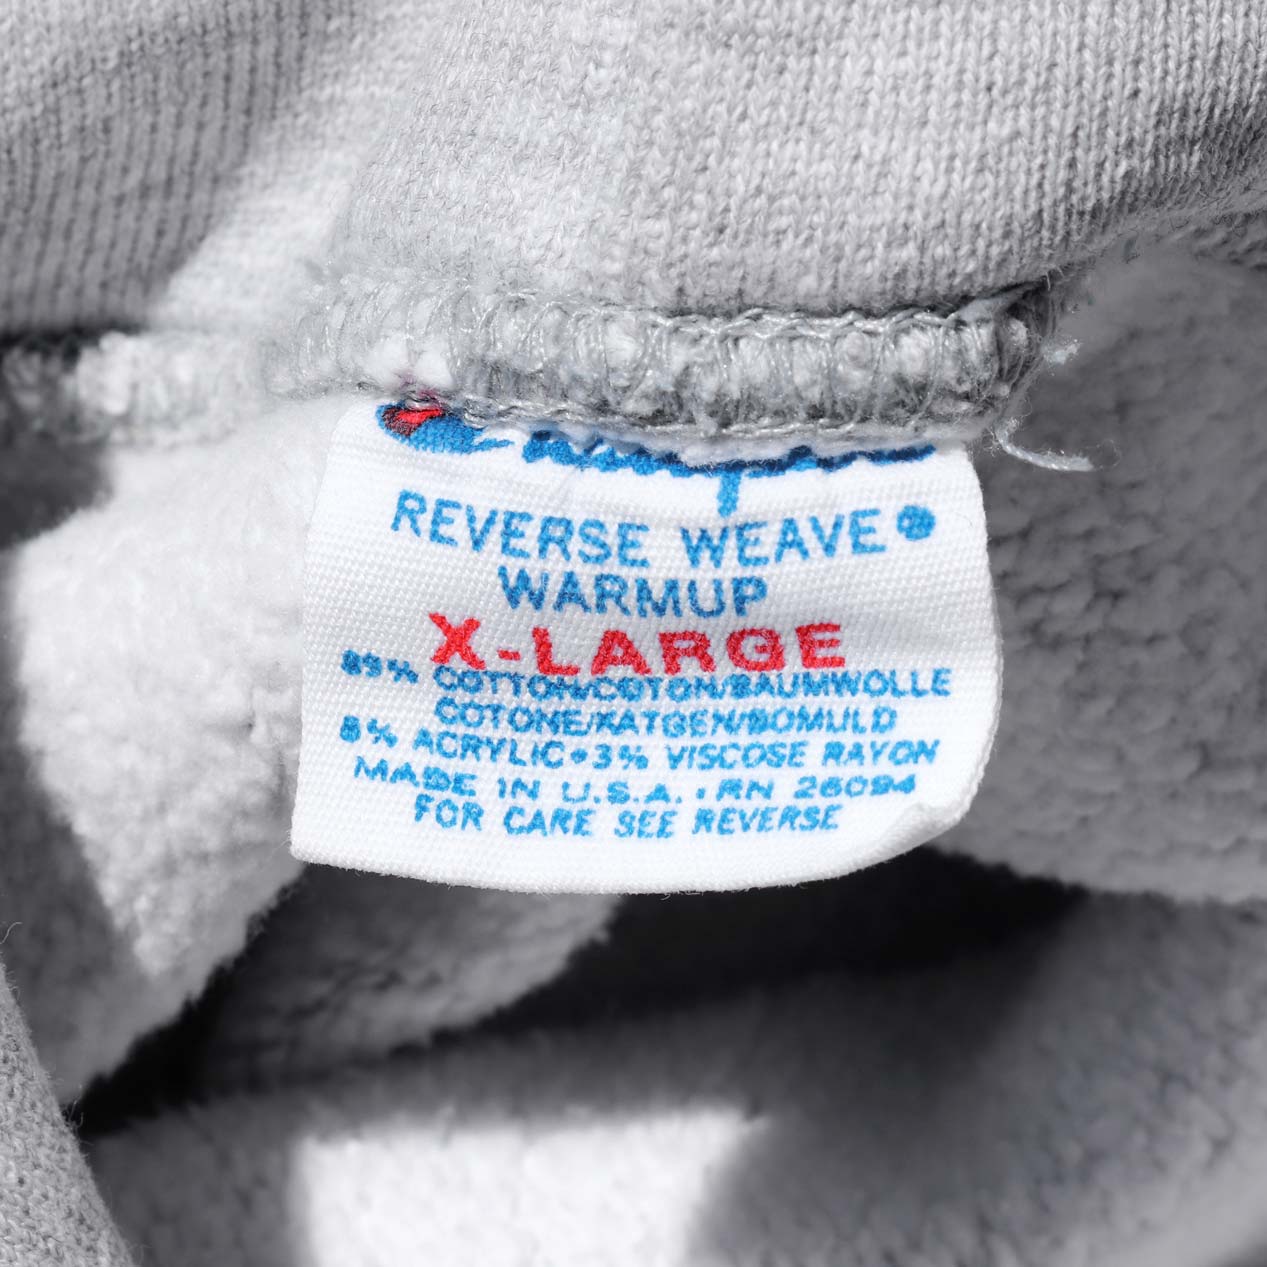 Champion
REVERSE WEAVE®
WARMUP
X-LARGE
89% COTTON/COTON/BAUMWOLLE
COTONE/KATOEN/BOMULD
8% ACRYLIC•3% VISCOSE RAYON
MADE IN U.S.A. • RN 26094
FOR CARE SEE REVERSE